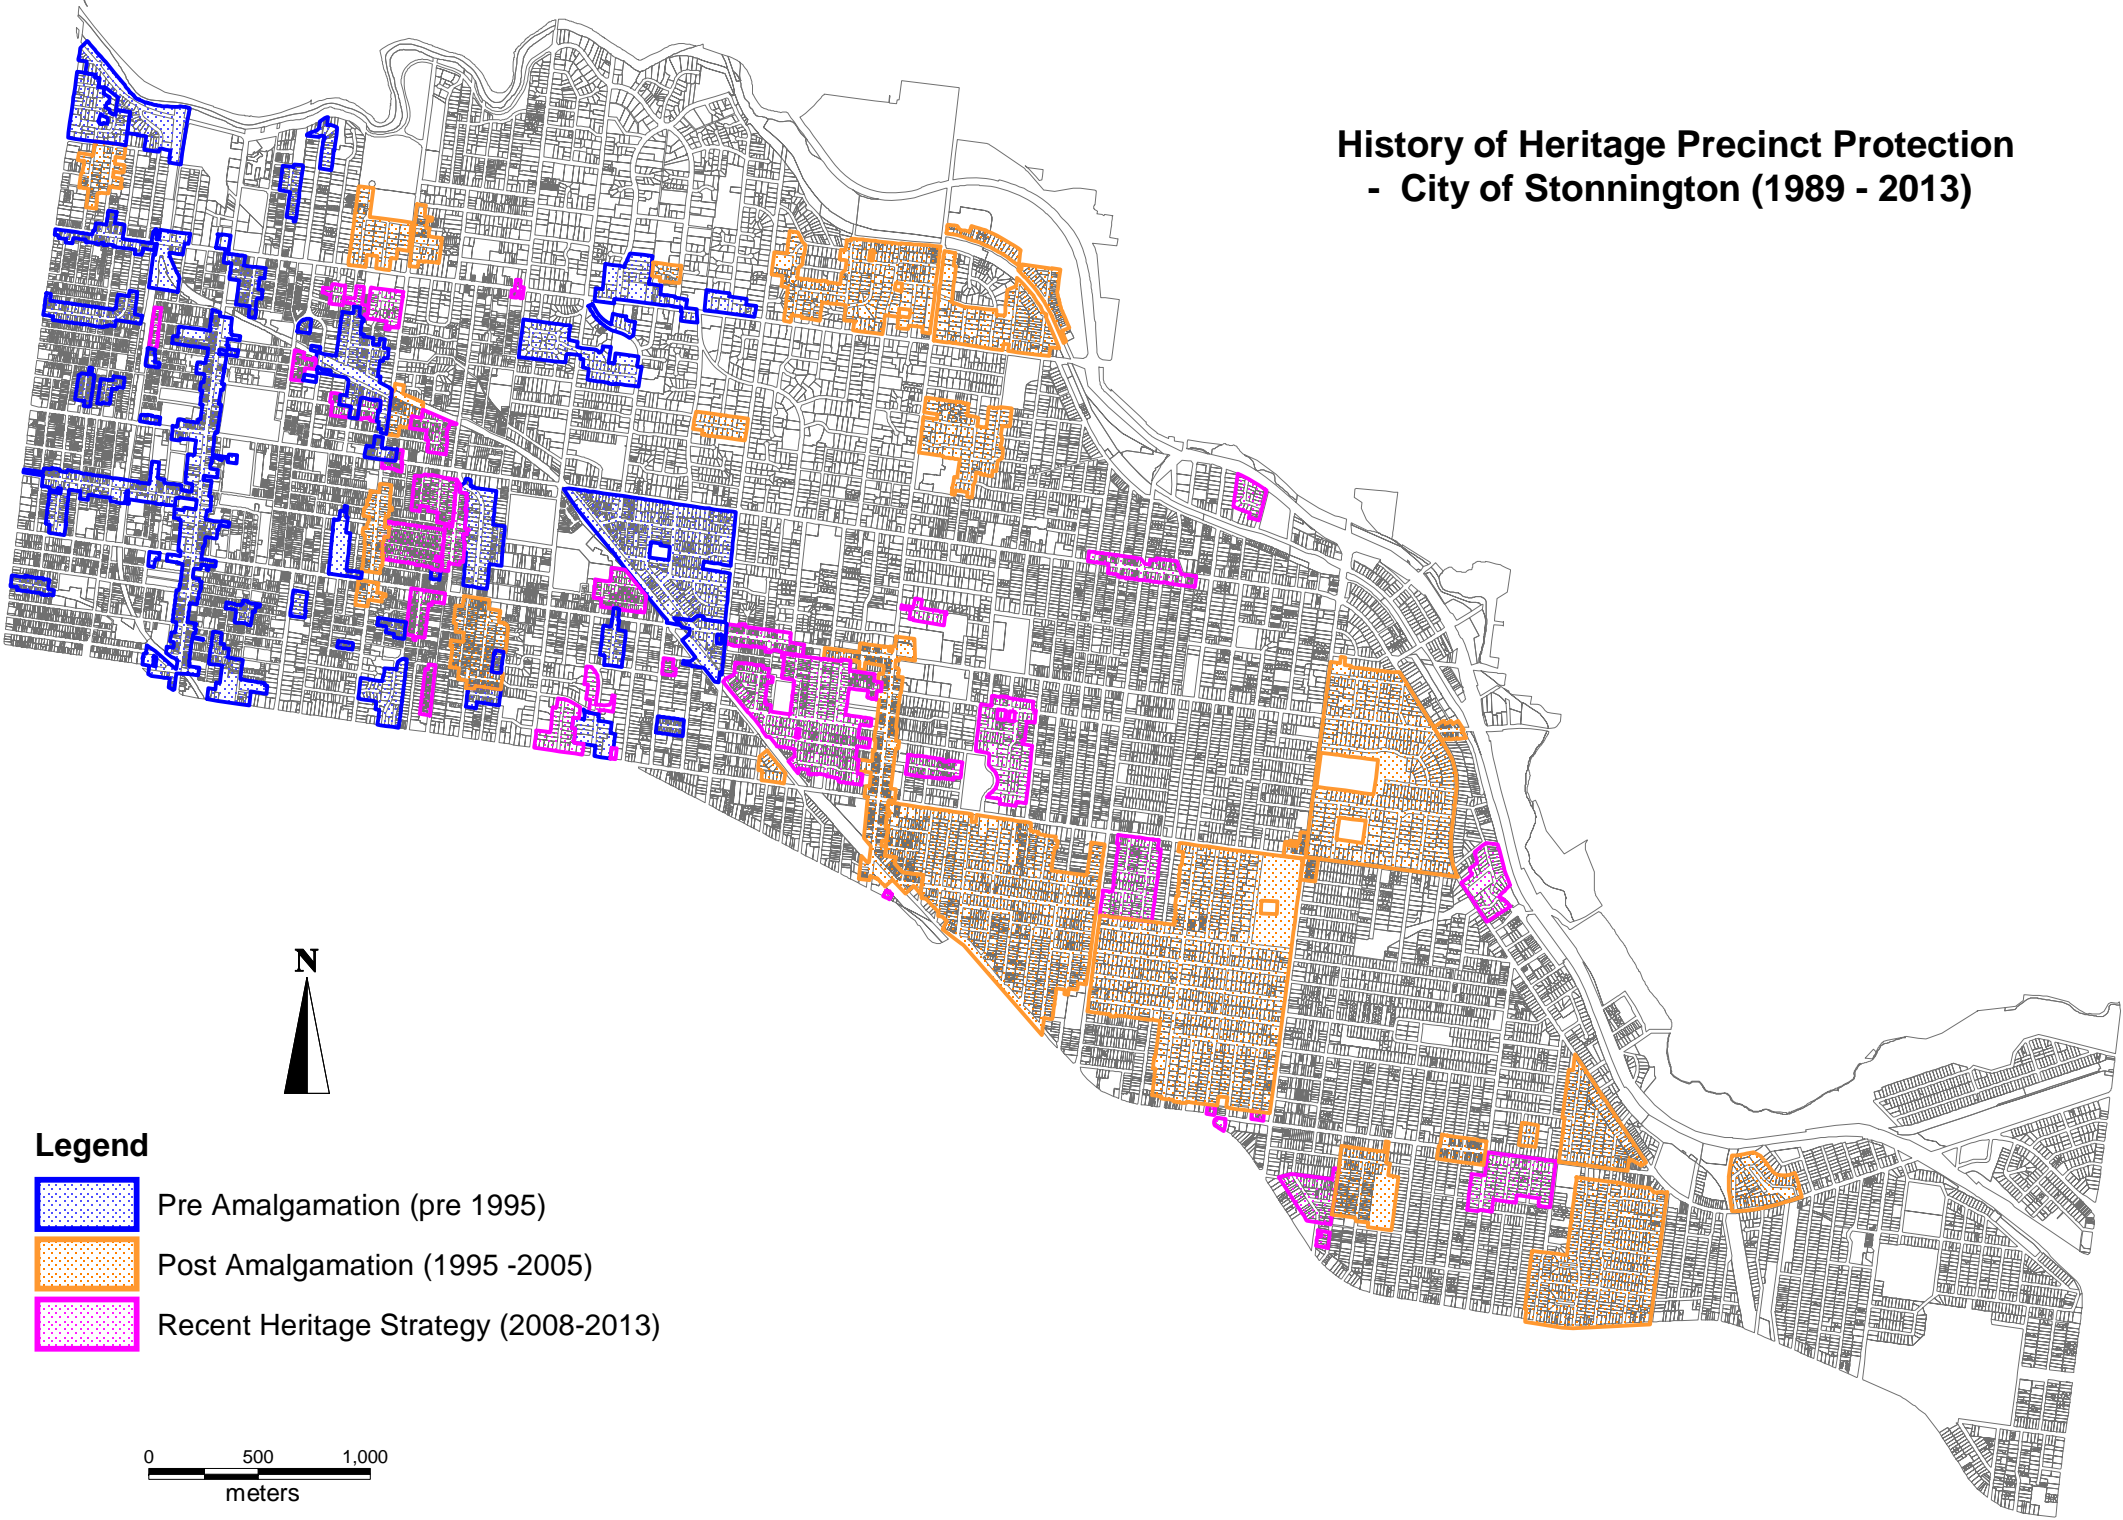 History of Heritage Precinct Protection
- City of Stonnington (1989 - 2013)
N
Legend
Pre Amalgamation (pre 1995)
Post Amalgamation (1995 -2005)
Recent Heritage Strategy (2008-2013)
0 500 1,000
meters